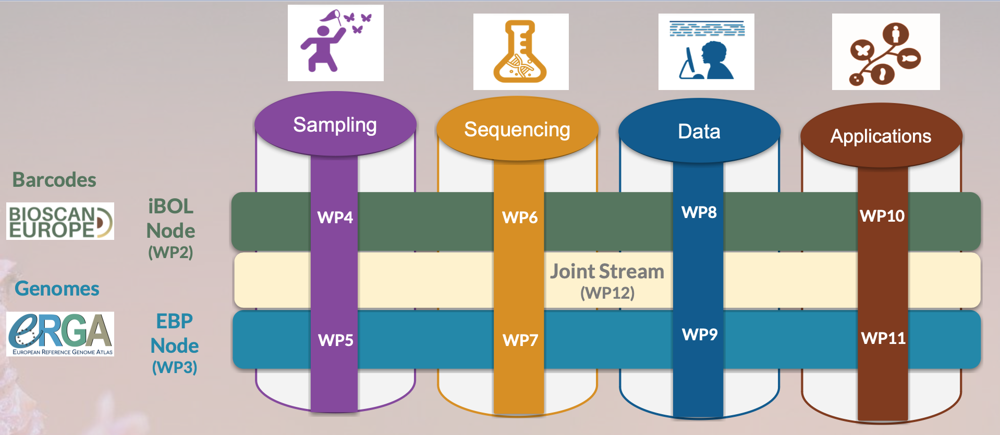 Sampling
Sequencing
Data
Applications
Barcodes
BIOSCAN
EUROPE
iBOL
Node
(WP2)
WP4
WP6
WP8
WP10
Joint Stream
(WP12)
Genomes
eRGA
EUROPEAN REFERENCE GENOME ATLAS
EBP
Node
(WP3)
WP5
WP7
WP9
WP11